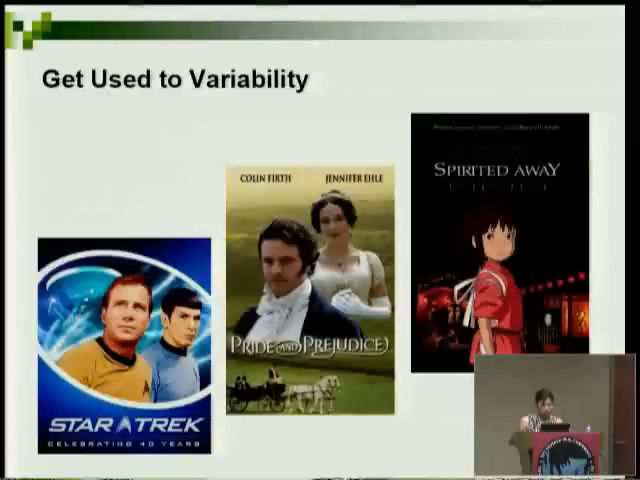 Get Used to Variability
STAR TREK
CELEBRATING 40 YEARS
COLIN FIRTH JENNIFER EHLE
PRIDE AND PREJUDICE
SPIRITED AWAY